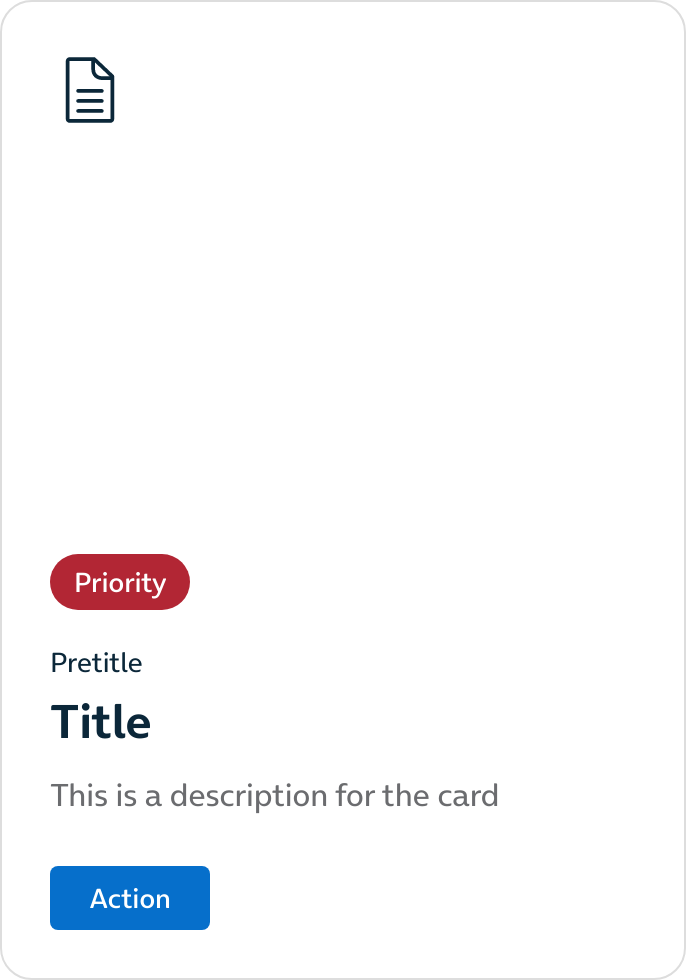 Priority
Pretitle
Title
This is a description for the card
Action